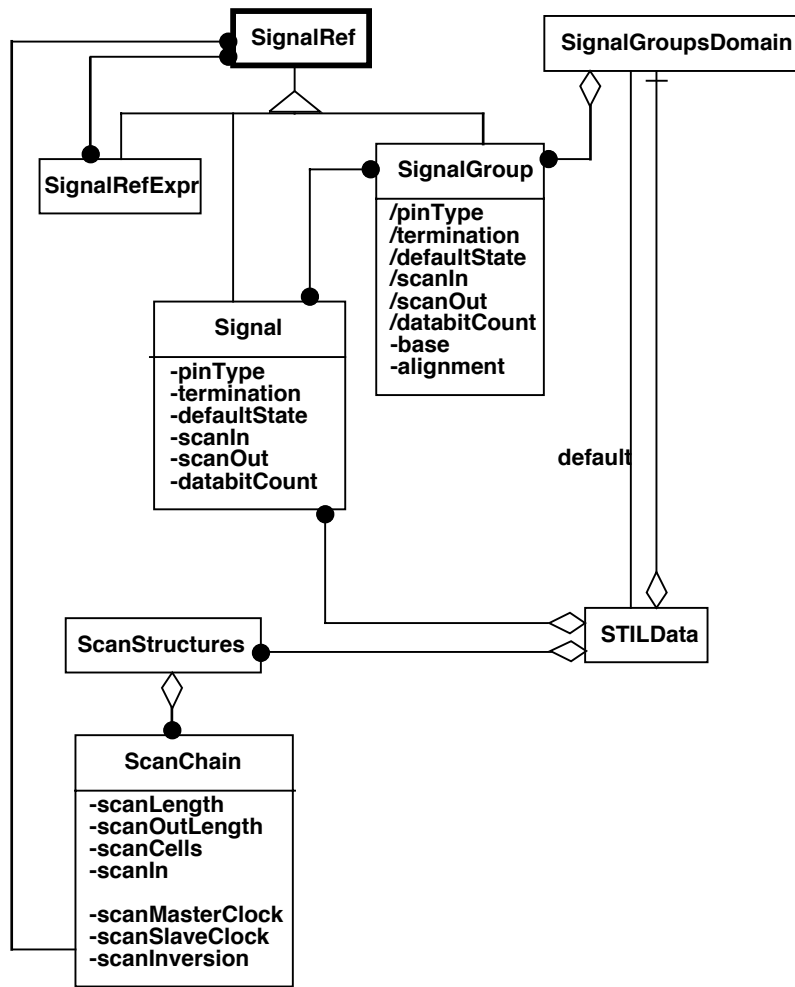 SignalRef
SignalGroupsDomain
SignalRefExpr
SignalGroup
/pinType
/termination
/defaultState
/scanIn
/scanOut
/databitCount
-base
-alignment
Signal
-pinType
-termination
-defaultState
-scanIn
-scanOut
-databitCount
default
STILData
ScanStructures
ScanChain
-scanLength
-scanOutLength
-scanCells
-scanIn
-scanMasterClock
-scanSlaveClock
-scanInversion